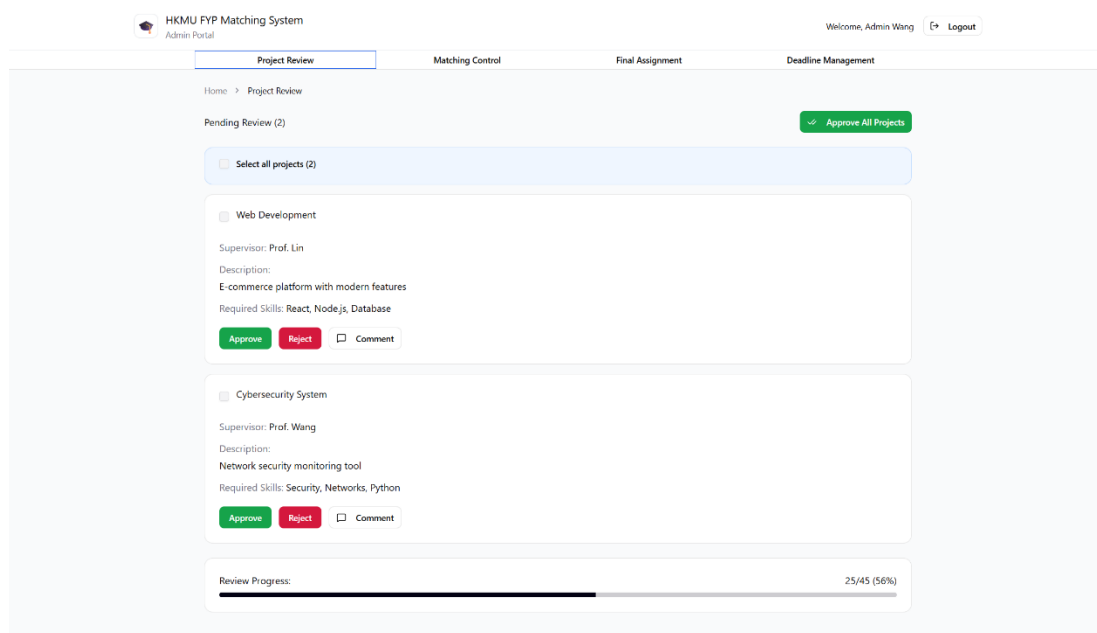 HKMU FYP Matching System
Admin Portal
Welcome, Admin Wang
Logout
Project Review
Matching Control
Final Assignment
Deadline Management
Home > Project Review
Pending Review (2)
Approve All Projects
Select all projects (2)
Web Development
Supervisor: Prof. Lin
Description:
E-commerce platform with modern features
Required Skills: React, Node.js, Database
Approve
Reject
Comment
Cybersecurity System
Supervisor: Prof. Wang
Description:
Network security monitoring tool
Required Skills: Security, Networks, Python
Approve
Reject
Comment
Review Progress:
25/45 (56%)